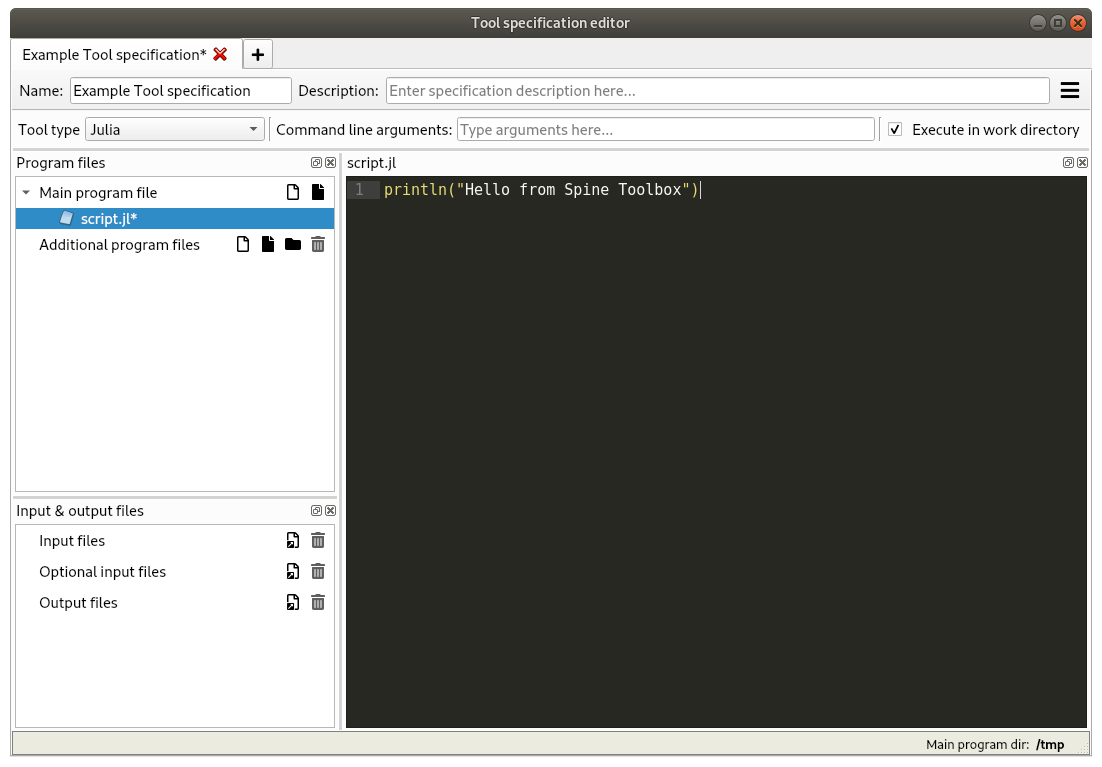 Tool specification editor
Example Tool specification*
Name: Example Tool specification Description: Enter specification description here...
Tool type Julia Command line arguments: Type arguments here... Execute in work directory
Program files
Main program file
script.jl*
Additional program files
script.jl
1 println("Hello from Spine Toolbox")
Input & output files
Input files
Optional input files
Output files
Main program dir: /tmp